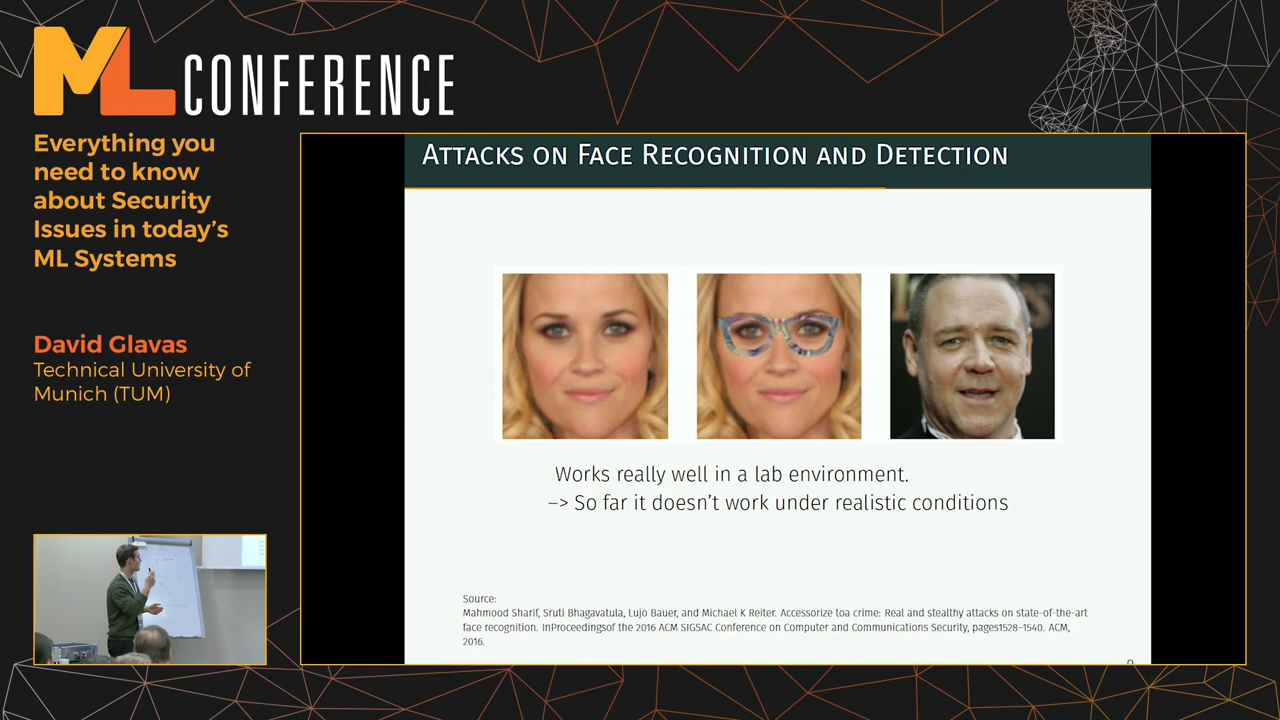 ML CONFERENCE
Everything you
need to know
about Security
Issues in today's
ML Systems
David Glavas
Technical University of
Munich (TUM)
ATTACKS ON FACE RECOGNITION AND DETECTION
Works really well in a lab environment.
–> So far it doesn't work under realistic conditions
Source:
Mahmood Sharif, Sruti Bhagavatula, Lujo Bauer, and Michael K Reiter. Accessorize toa crime: Real and stealthy attacks on state-of-the-art
face recognition. InProceedingsof the 2016 ACM SIGSAC Conference on Computer and Communications Security, pages1528–1540. ACM,
2016.